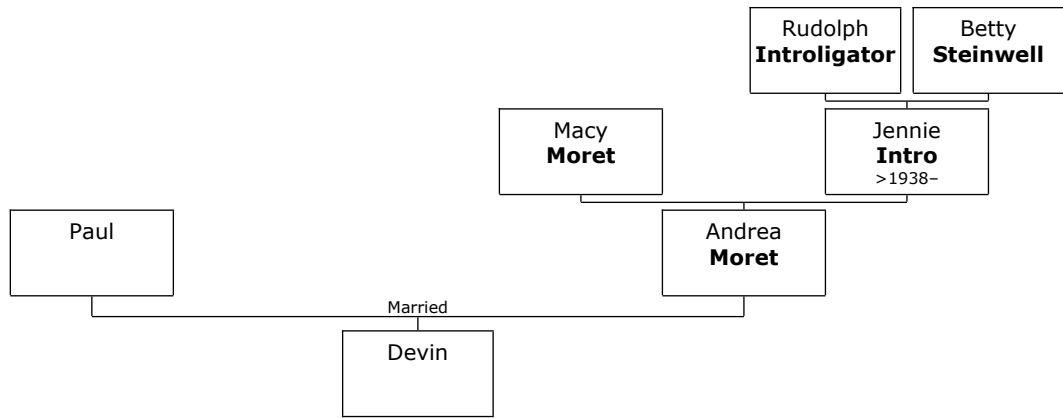 Rudolph
Introligator
Betty
Steinwell
Macy
Moret
Jennie
Intro
>1938–
Paul
Andrea
Moret
Married
Devin